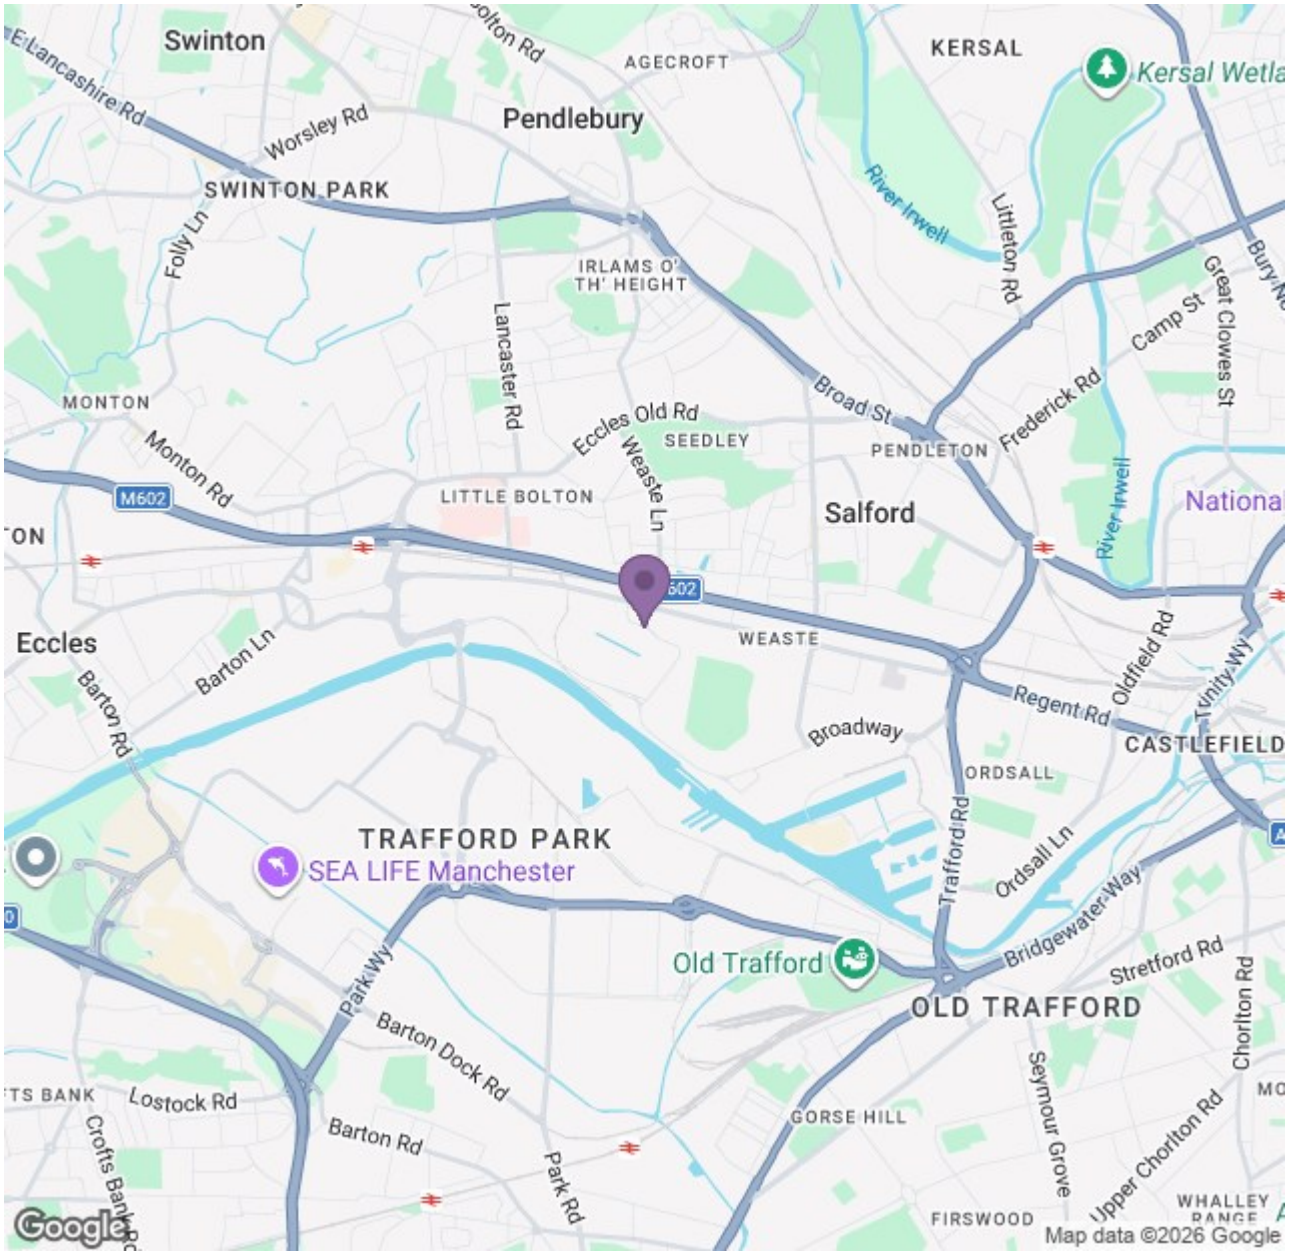 Swinton
Bolton Rd
AGECROFT
KERSAL
Kersal Wetla
E Lancashire Rd
Pendlebury
Worsley Rd
SWINTON PARK
River Irwell
Littleton Rd
Folly Ln
IRLAMS O'
TH' HEIGHT
Great Clowes St
Bury Ne
Camp St
Lancaster Rd
Broad St
Frederick Rd
MONTON
Eccles Old Rd
SEEDLEY
PENDLETON
Monton Rd
Weaste Ln
M602
LITTLE BOLTON
Salford
River Irwell
National
TON
602
Eccles
Barton Ln
WEASTE
Oldfield Rd
Trinity Wy
Barton Rd
Regent Rd
Broadway
CASTLEFIELD
ORDSALL
TRAFFORD PARK
SEA LIFE Manchester
Trafford Rd
Ordsall Ln
A
0
Bridgewater Way
Park Wy
Old Trafford
Stretford Rd
OLD TRAFFORD
Chorlton Rd
Barton Dock Rd
FTS BANK
Lostock Rd
Crofts Bank Rd
Barton Rd
GORSE HILL
Seymour Grove
MO
Upper Chorlton Rd
Park Rd
WHALLEY
RANGE
FIRSWOOD
A
Google
Map data ©2026 Google